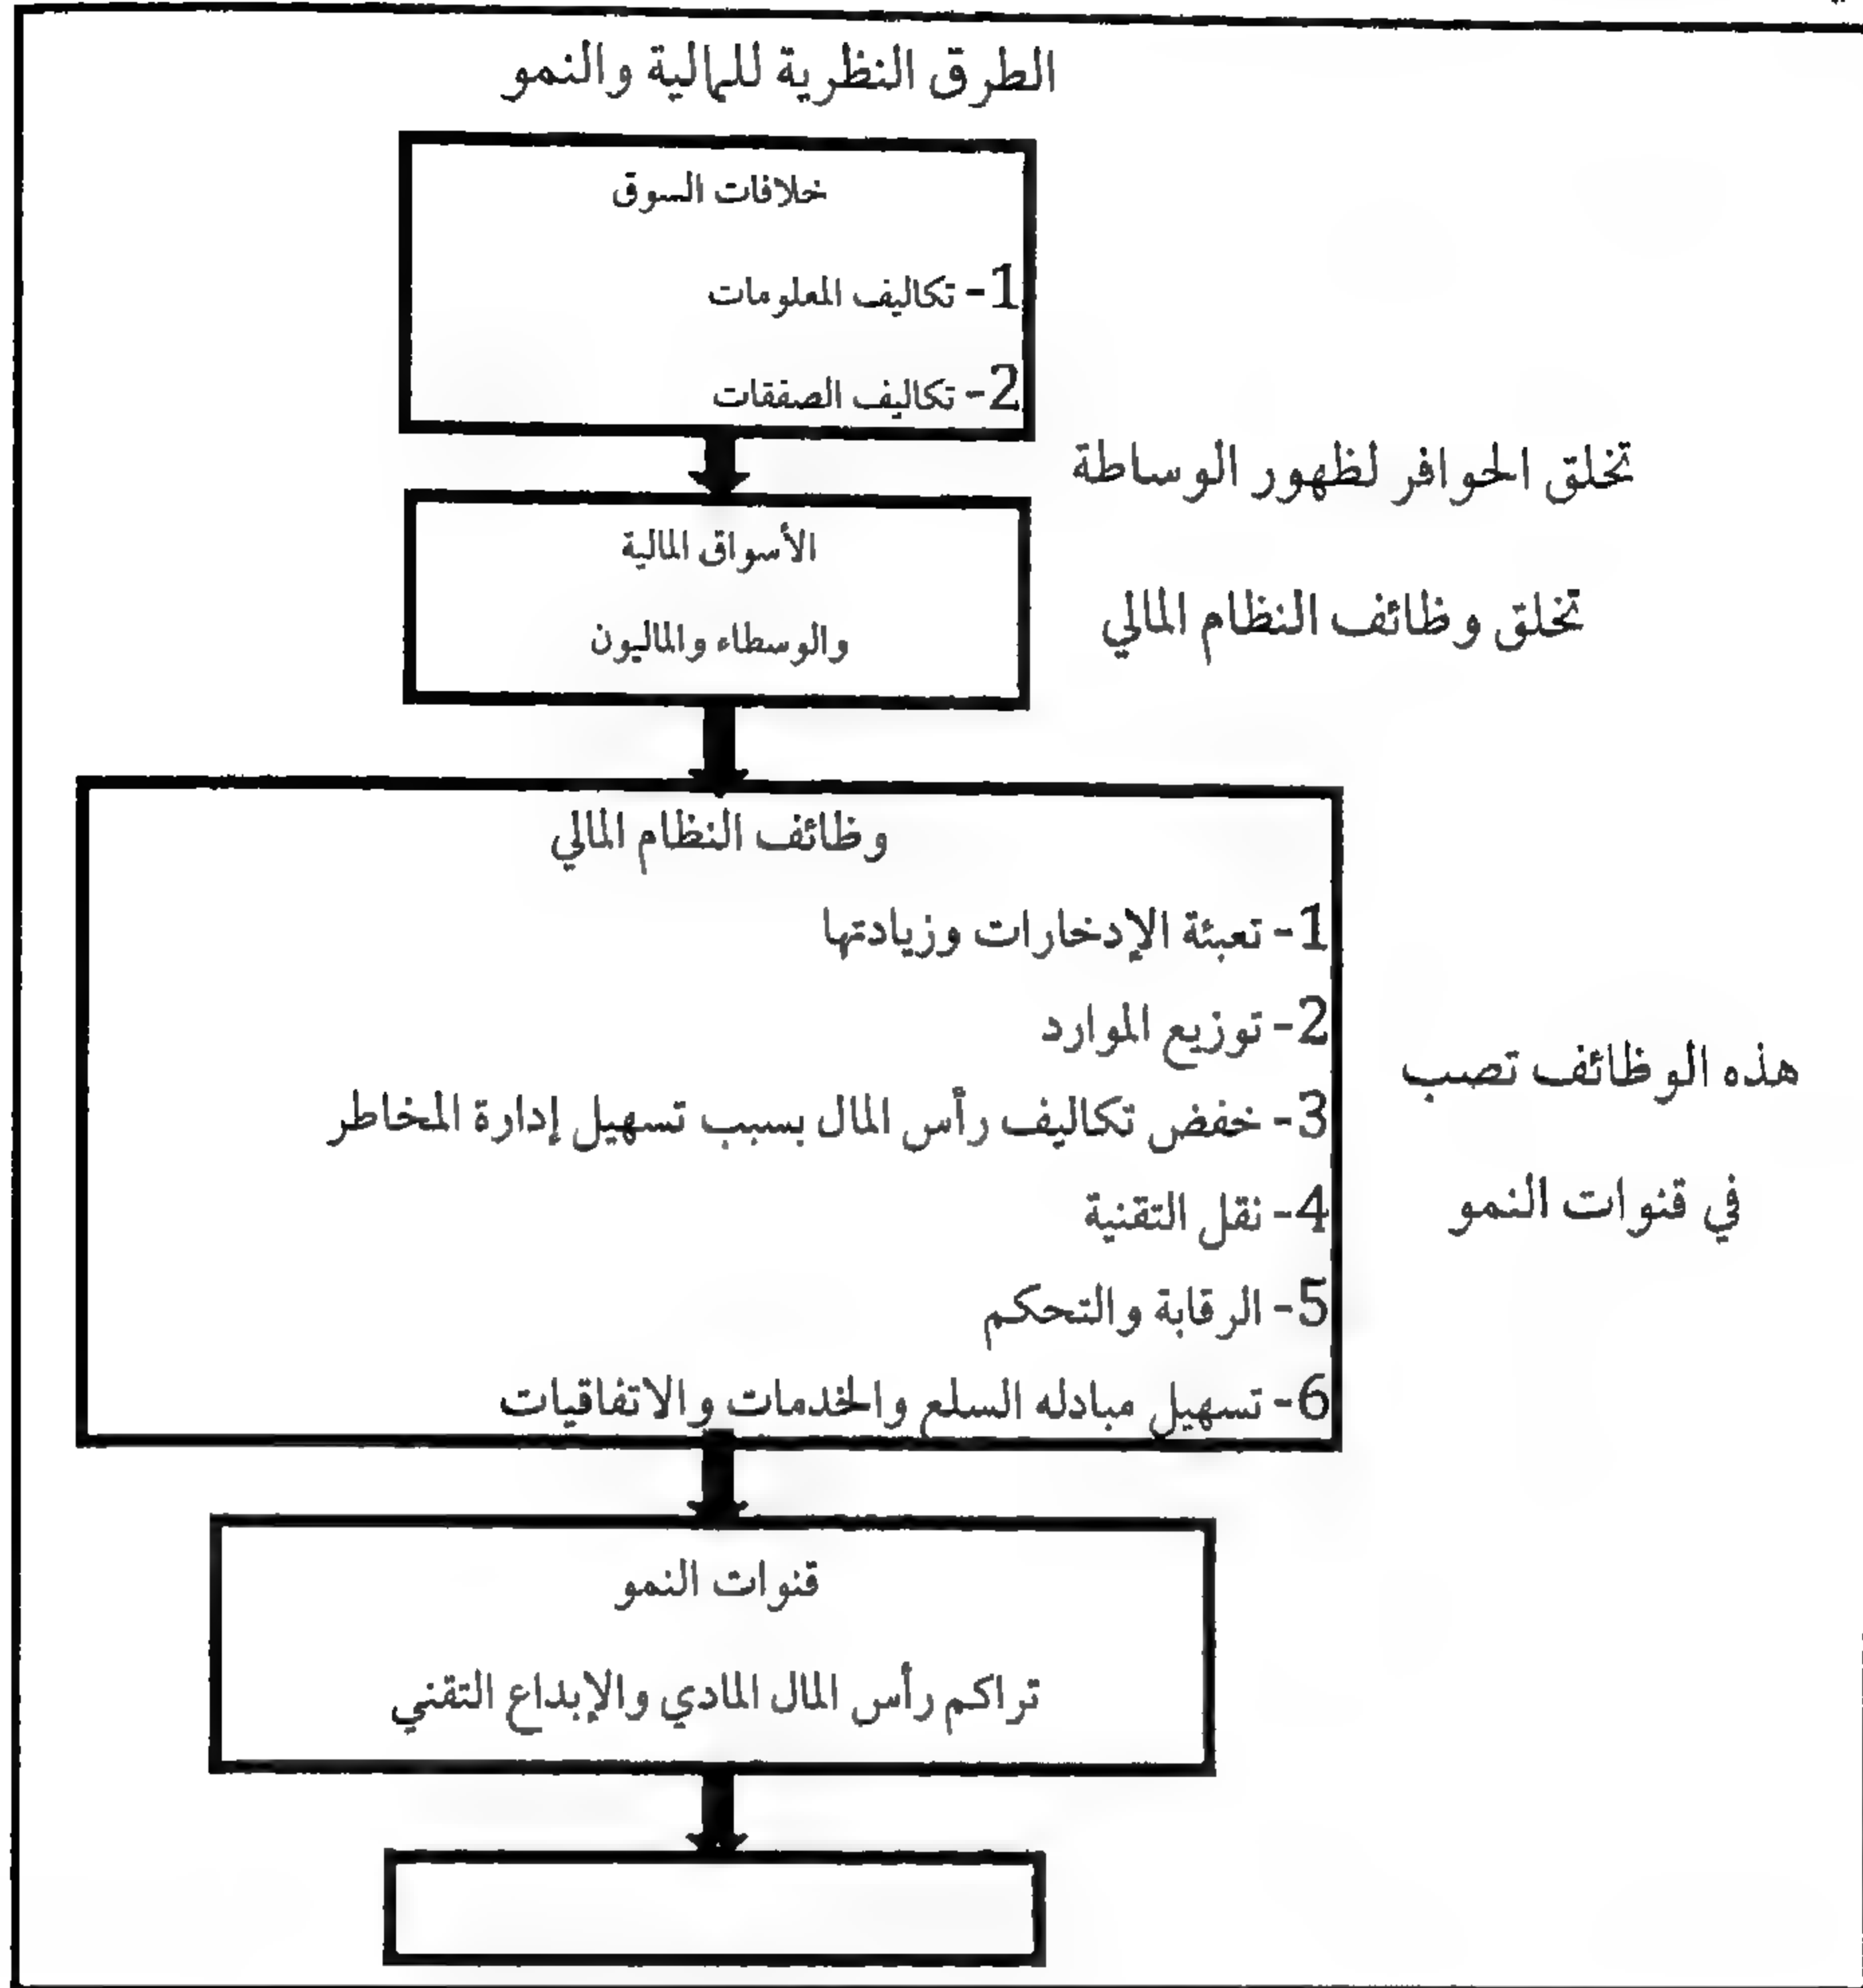 الطرق النظرية للمالية والنمو
خلافات السوق
1- تكاليف المعلومات
2- تكاليف الصفقات
تخلق الحوافر لظهور الوساطة
الأسواق المالية
والوسطاء والماليون
تخلق وظائف النظام المالي
وظائف النظام المالي
1- تعبئة الإدخارات وزيادتها
2- توزيع الموارد
3- خفض تكاليف رأس المال بسبب تسهيل إدارة المخاطر
4- نقل التقنية
5- الرقابة والتحكم
6- تسهيل مبادله السلع والخدمات والاتفاقيات
هذه الوظائف تصب
في قنوات النمو
قنوات النمو
تراكم رأس المال المادي والإبداع التقني